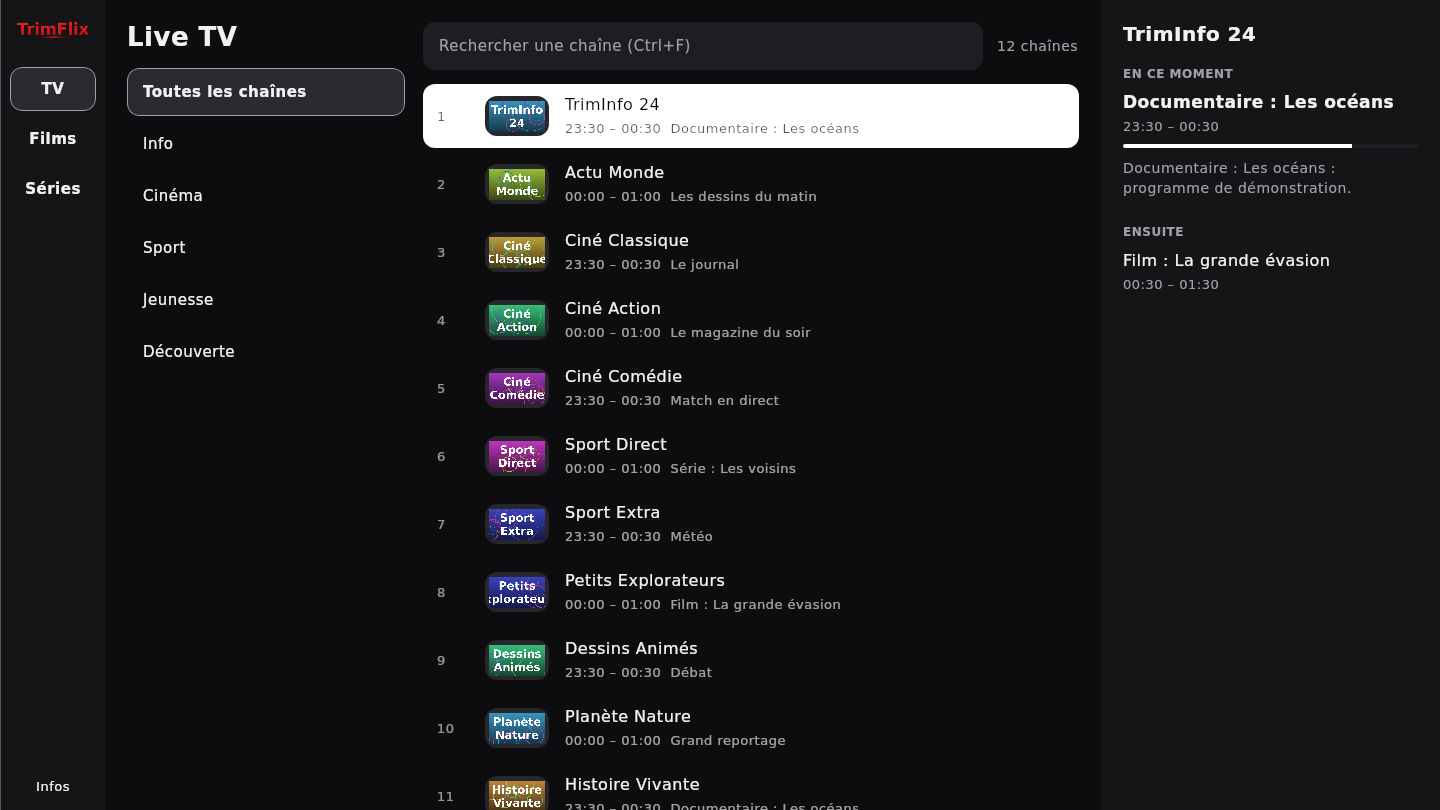 TrimFlix
TV
Films
Séries
Infos
Live TV
Toutes les chaînes
Info
Cinéma
Sport
Jeunesse
Découverte
Rechercher une chaîne (Ctrl+F)
12 chaînes
1
TrimInfo
24
TrimInfo 24
23:30 – 00:30 Documentaire : Les océans
2
Actu
Monde
Actu Monde
00:00 – 01:00 Les dessins du matin
3
Ciné
Classique
Ciné Classique
23:30 – 00:30 Le journal
4
Ciné
Action
Ciné Action
00:00 – 01:00 Le magazine du soir
5
Ciné
Comédie
Ciné Comédie
23:30 – 00:30 Match en direct
6
Sport
Direct
Sport Direct
00:00 – 01:00 Série : Les voisins
7
Sport
Extra
Sport Extra
23:30 – 00:30 Météo
8
Petits
xplorateu
Petits Explorateurs
00:00 – 01:00 Film : La grande évasion
9
Dessins
Animés
Dessins Animés
23:30 – 00:30 Débat
10
Planète
Nature
Planète Nature
00:00 – 01:00 Grand reportage
11
Histoire
Vivante
Histoire Vivante
23:30 – 00:30 Documentaire : Les océans
TrimInfo 24
EN CE MOMENT
Documentaire : Les océans
23:30 – 00:30
Documentaire : Les océans :
programme de démonstration.
ENSUITE
Film : La grande évasion
00:30 – 01:30